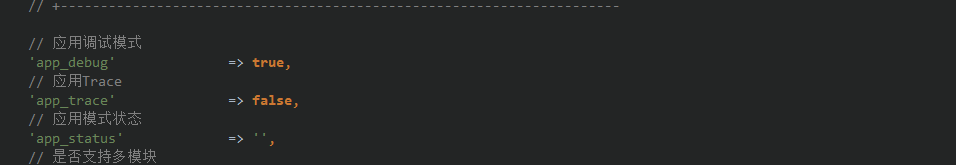 // +----------------------------------------------------------------------
// 应用调试模式
'app_debug' => true,
// 应用Trace
'app_trace' => false,
// 应用模式状态
'app_status' => '',
// 是否支持多模块